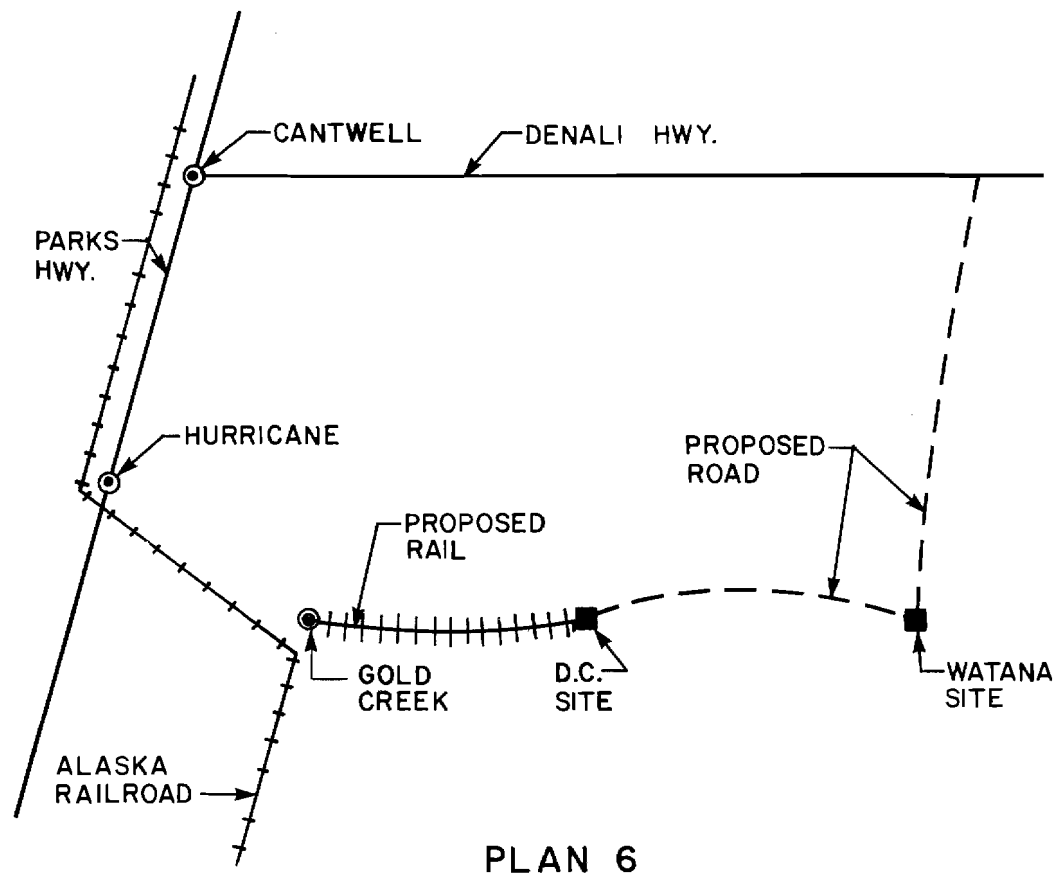 CANTWELL
DENALI HWY.
PARKS
HWY.
HURRICANE
PROPOSED
ROAD
PROPOSED
RAIL
GOLD
CREEK
D.C.
SITE
WATANA
SITE
ALASKA
RAILROAD
PLAN 6